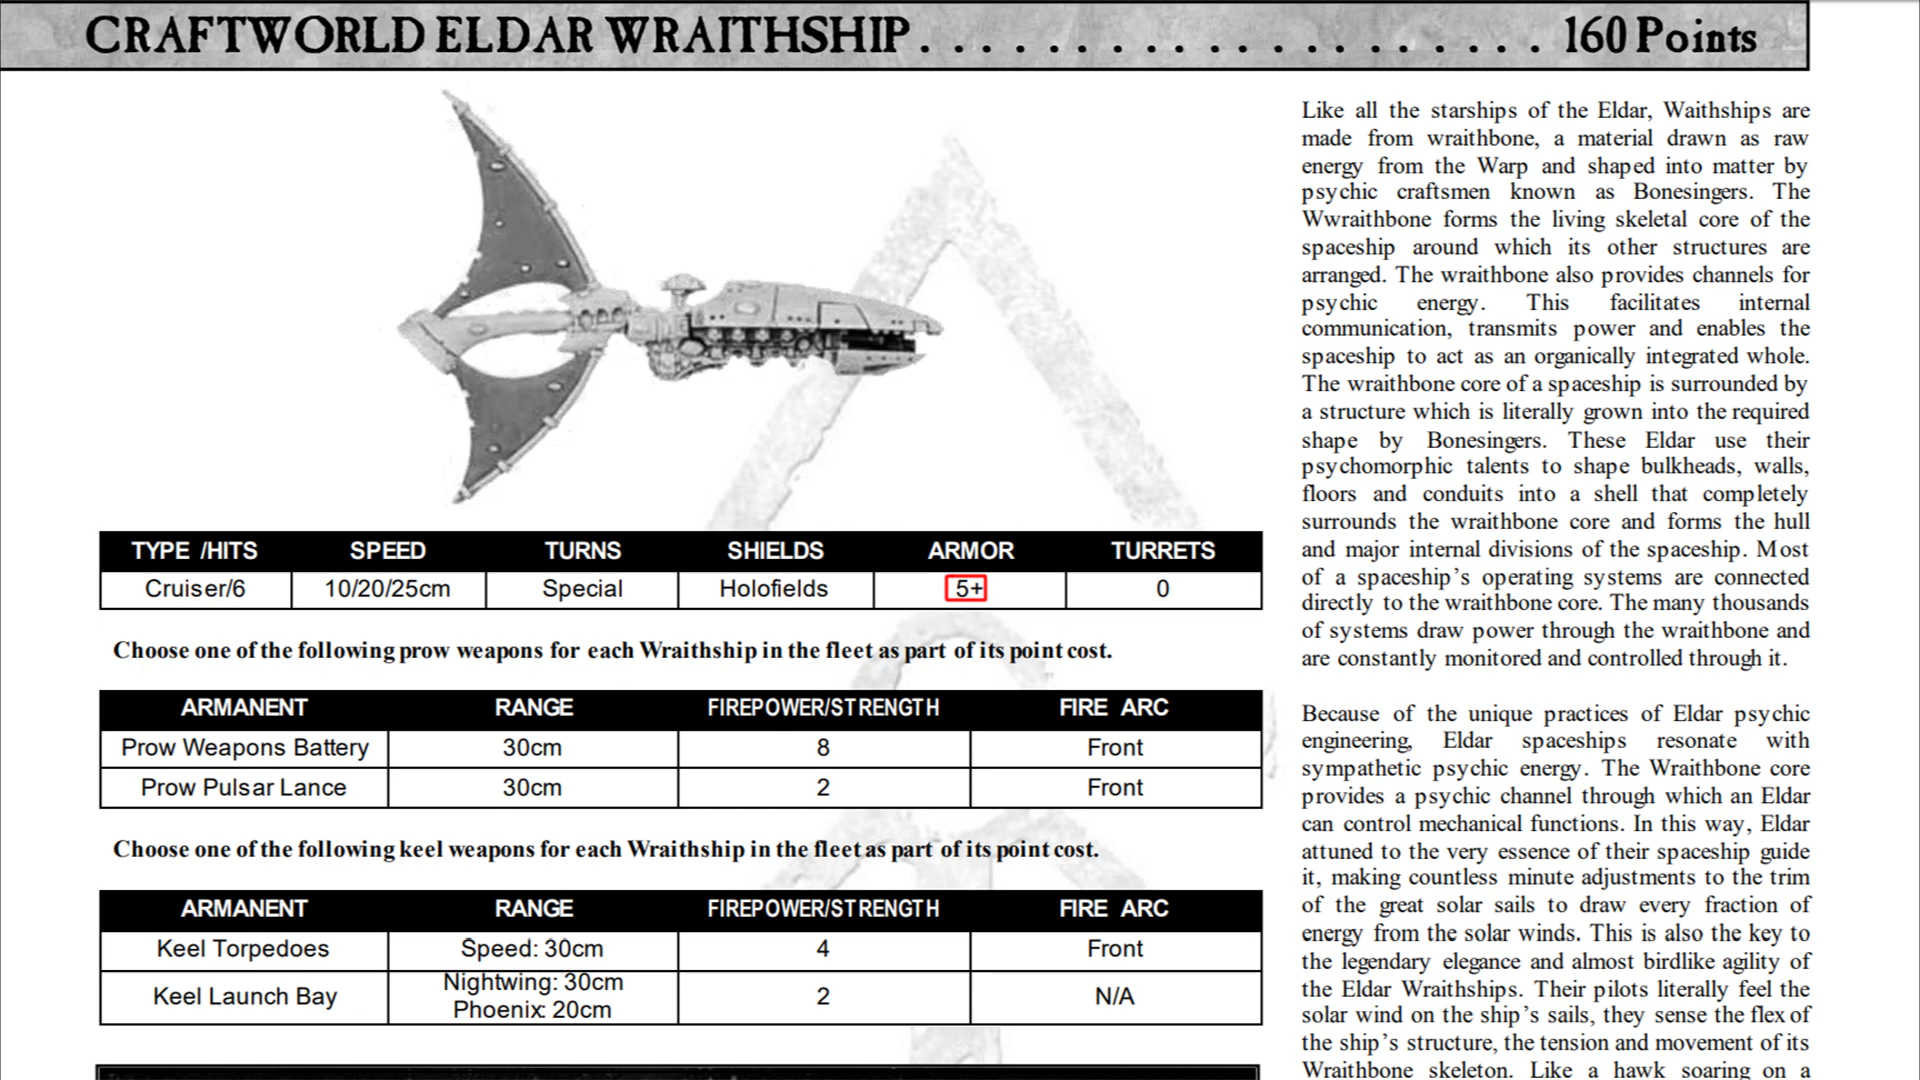 CRAFTWORLD ELDAR WRAITHSHIP. . . . . . . . . . . . . . . . . . . . 160 Points
TYPE /HITS SPEED TURNS SHIELDS ARMOR TURRETS
Cruiser/6 10/20/25cm Special Holofields 5+ 0
Choose one of the following prow weapons for each Wraithship in the fleet as part of its point cost.
ARMANENT RANGE FIREPOWER/STRENGTH FIRE ARC
Prow Weapons Battery 30cm 8 Front
Prow Pulsar Lance 30cm 2 Front
Choose one of the following keel weapons for each Wraithship in the fleet as part of its point cost.
ARMANENT RANGE FIREPOWER/STRENGTH FIRE ARC
Keel Torpedoes Speed: 30cm 4 Front
Keel Launch Bay Nightwing: 30cm 2 N/A
Phoenix: 20cm
Like all the starships of the Eldar, Waithships are
made from wraithbone, a material drawn as raw
energy from the Warp and shaped into matter by
psychic craftsmen known as Bonesingers. The
Wwraithbone forms the living skeletal core of the
spaceship around which its other structures are
arranged. The wraithbone also provides channels for
psychic energy. This facilitates internal
communication, transmits power and enables the
spaceship to act as an organically integrated whole.
The wraithbone core of a spaceship is surrounded by
a structure which is literally grown into the required
shape by Bonesingers. These Eldar use their
psychomorphic talents to shape bulkheads, walls,
floors and conduits into a shell that completely
surrounds the wraithbone core and forms the hull
and major internal divisions of the spaceship. Most
of a spaceship's operating systems are connected
directly to the wraithbone core. The many thousands
of systems draw power through the wraithbone and
are constantly monitored and controlled through it.
Because of the unique practices of Eldar psychic
engineering, Eldar spaceships resonate with
sympathetic psychic energy. The Wraithbone core
provides a psychic channel through which an Eldar
can control mechanical functions. In this way, Eldar
attuned to the very essence of their spaceship guide
it, making countless minute adjustments to the trim
of the great solar sails to draw every fraction of
energy from the solar winds. This is also the key to
the legendary elegance and almost birdlike agility of
the Eldar Wraithships. Their pilots literally feel the
solar wind on the ship's sails, they sense the flex of
the ship's structure, the tension and movement of its
Wraithbone skeleton. Like a hawk soaring on a